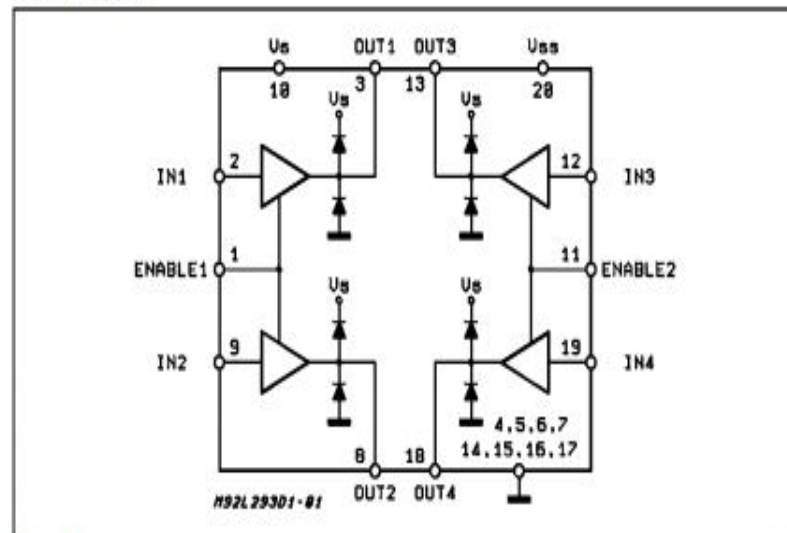 Vs OUT1 OUT3 Vss
10 3 13 20
Vs Vs
IN1 2 12 IN3
ENABLE1 1 11 ENABLE2
Vs Vs
IN2 9 19 IN4
4,5,6,7
8 18 14,15,16,17
OUT2 OUT4
M92L293D1-01